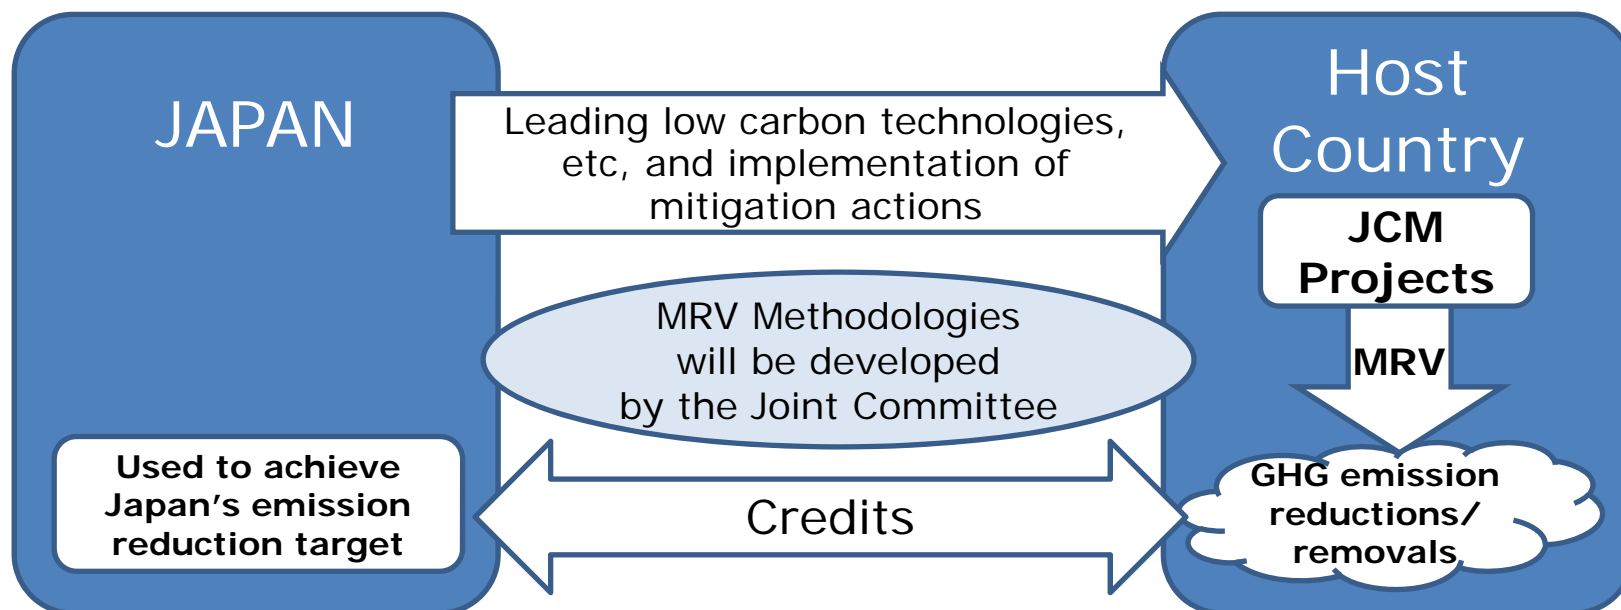 JAPAN
Leading low carbon technologies,
etc, and implementation of
mitigation actions
Host
Country
JCM
Projects
MRV Methodologies
will be developed
by the Joint Committee
MRV
Used to achieve
Japan’s emission
reduction target
Credits
GHG emission
reductions/
removals